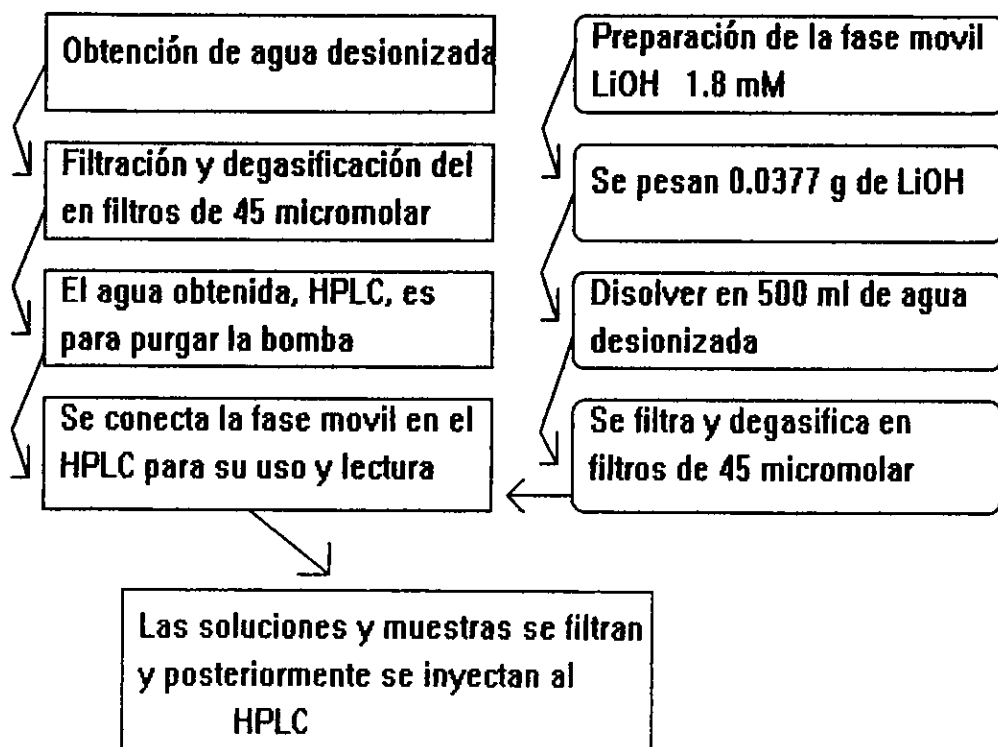 Obtención de agua desionizada
Filtración y degasificación del
en filtros de 45 micromolar
El agua obtenida, HPLC, es
para purgar la bomba
Se conecta la fase movil en el
HPLC para su uso y lectura
Preparación de la fase movil
LiOH 1.8 mM
Se pesan 0.0377 g de LiOH
Disolver en 500 ml de agua
desionizada
Se filtra y degasifica en
filtros de 45 micromolar
Las soluciones y muestras se filtran
y posteriormente se inyectan al
HPLC